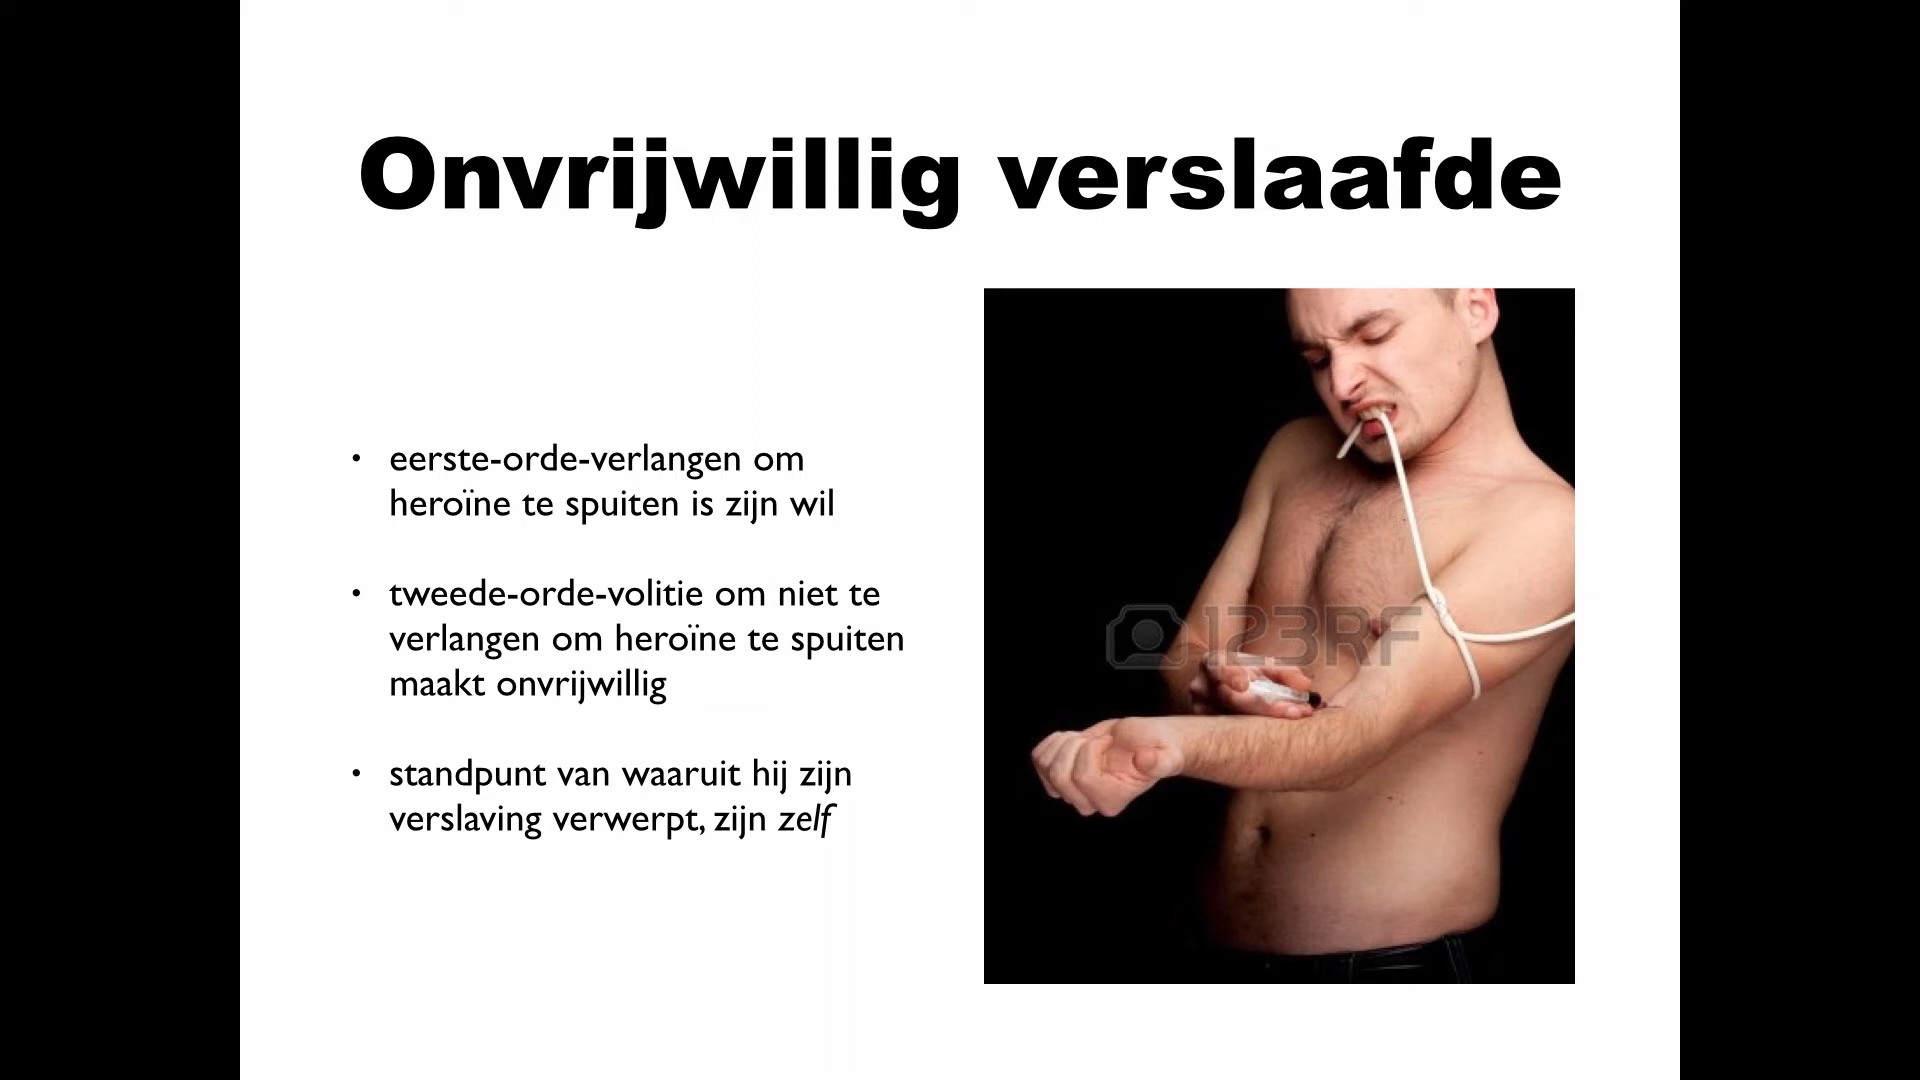 Onvrijwillig verslaafde
• eerste-orde-verlangen om
heroïne te spuiten is zijn wil
• tweede-orde-volitie om niet te
verlangen om heroïne te spuiten
maakt onvrijwillig
• standpunt van waaruit hij zijn
verslaving verwerpt, zijn zelf
123RF